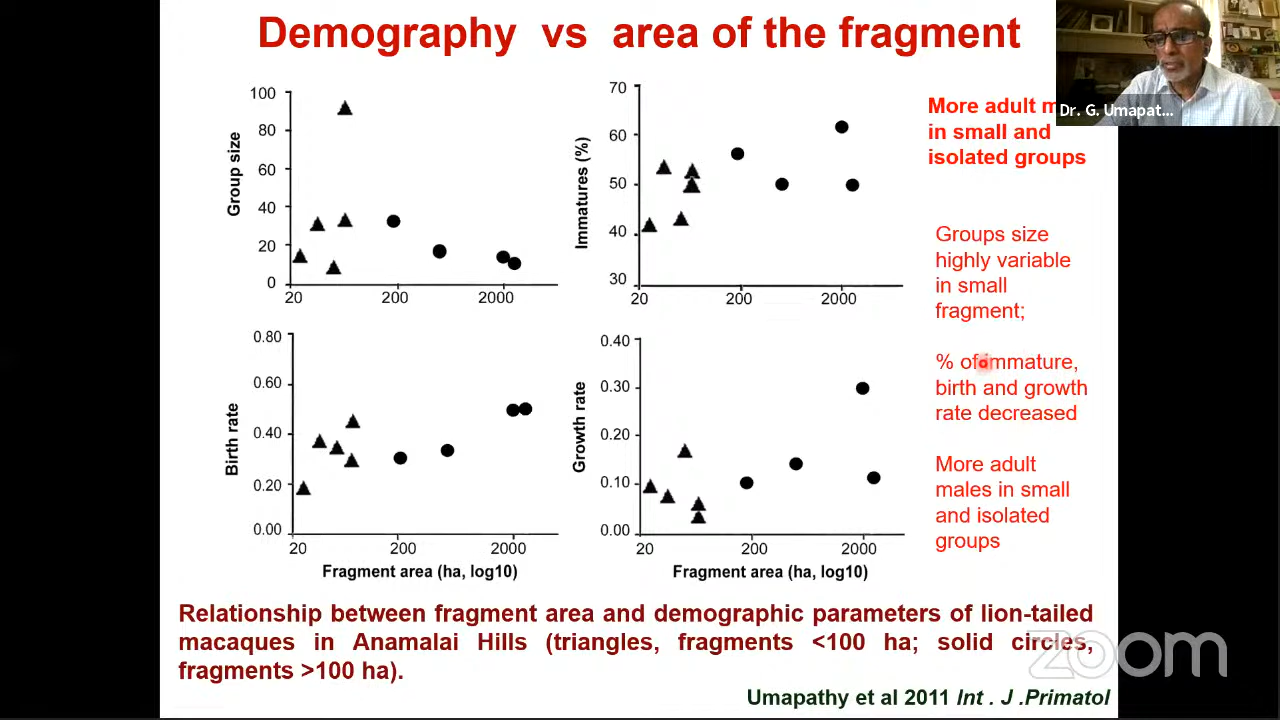 Demography vs area of the fragment
Dr. G. Umapat...
100
80
60
40
20
0
Group size
20
200
2000
70
60
50
40
30
Immatures (%)
20
200
2000
0.80
0.60
0.40
0.20
0.00
Birth rate
20
200
2000
Fragment area (ha, log10)
0.40
0.30
0.20
0.10
0.00
Growth rate
20
200
2000
Fragment area (ha, log10)
More adult
in small and
isolated groups
Groups size
highly variable
in small
fragment;
% of immature,
birth and growth
rate decreased
More adult
males in small
and isolated
groups
Relationship between fragment area and demographic parameters of lion-tailed
macaques in Anamalai Hills (triangles, fragments <100 ha; solid circles,
fragments >100 ha).
zoom
Umapathy et al 2011 Int . J .Primatol